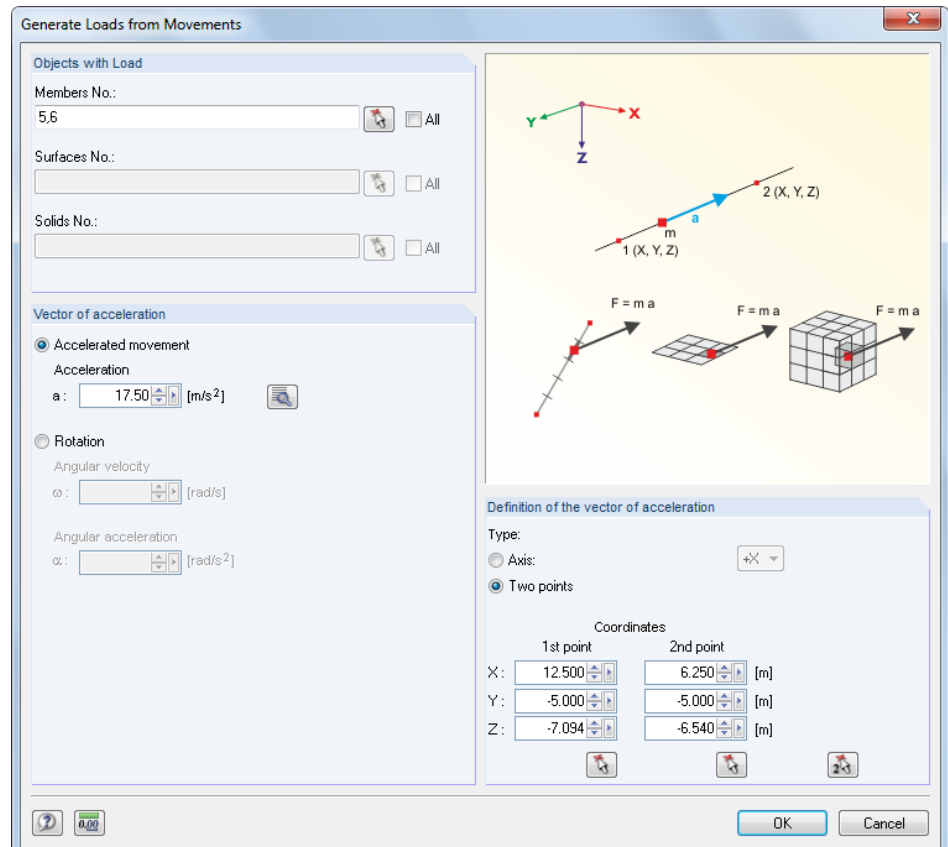 Generate Loads from Movements
Objects with Load
Members No.:
5,6
All
Surfaces No.:
All
Solids No.:
All
Vector of acceleration
Accelerated movement
Acceleration
a : 17.50 [m/s²]
Rotation
Angular velocity
ω : [rad/s]
Angular acceleration
α : [rad/s²]
Y X
Z
2 (X, Y, Z)
a
m
1 (X, Y, Z)
F = m a F = m a F = m a
Definition of the vector of acceleration
Type:
Axis: +X
Two points
Coordinates
1st point 2nd point
X : 12.500 6.250 [m]
Y : -5.000 -5.000 [m]
Z : -7.094 -6.540 [m]
2
0.00
OK Cancel